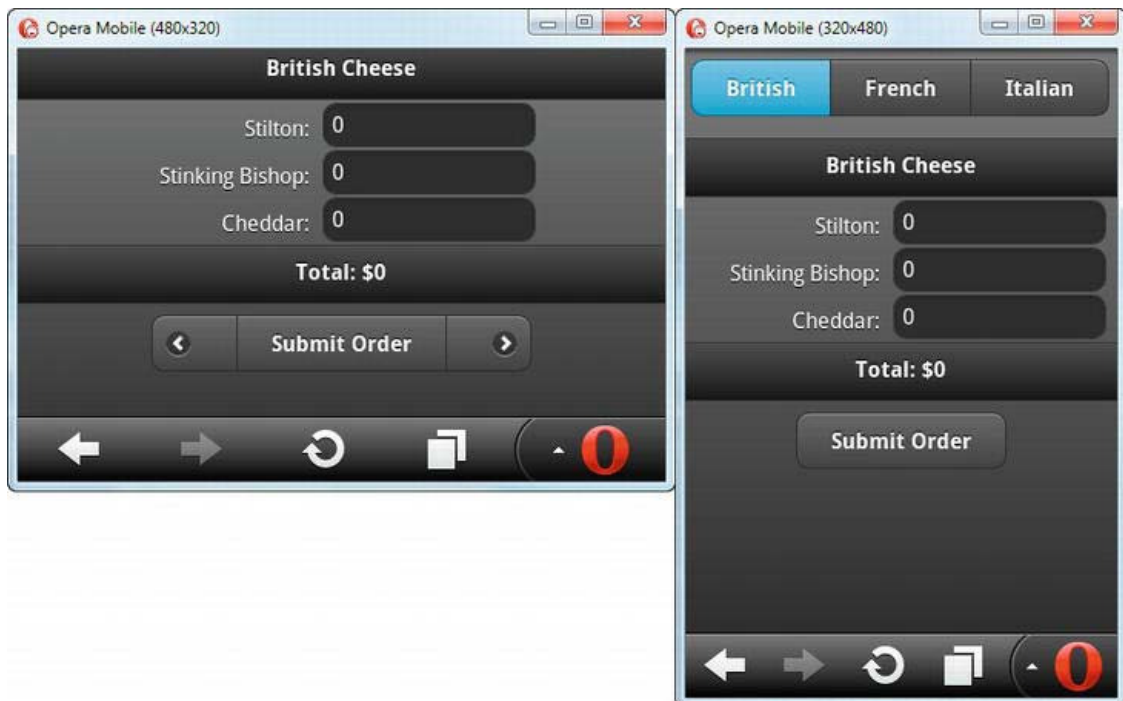 Opera Mobile (480x320)
British Cheese
Stilton: 0
Stinking Bishop: 0
Cheddar: 0
Total: $0
Submit Order
Opera Mobile (320x480)
British French Italian
British Cheese
Stilton: 0
Stinking Bishop: 0
Cheddar: 0
Total: $0
Submit Order